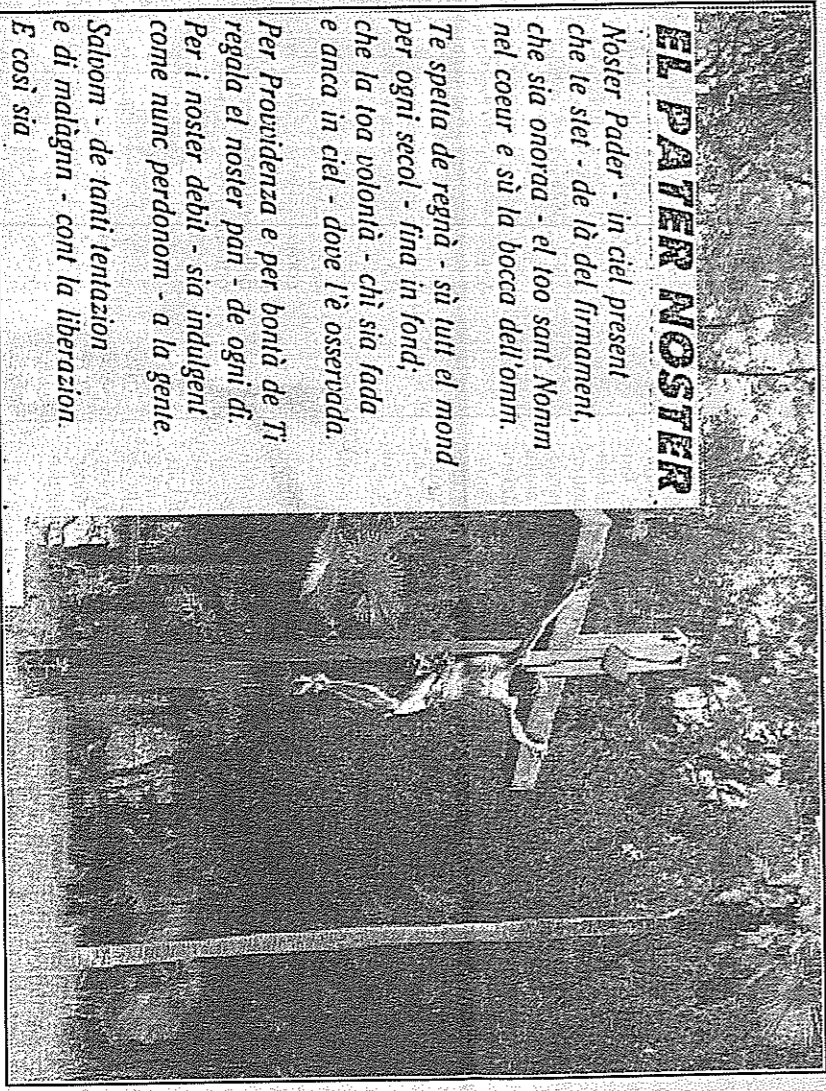 EL PATER NOSTER
Noster Pader - in ciel present
che te stet - de là del firmament,
che sia onoraa - el too sant Nomm
nel coeur e sù la bocca dell'omm.
Te spetta de regnà - sù tutt el mond
per ogni secol - fina in fond;
che la toa volontà - chì sia fada
e anca in ciel - dove l'è osservada.
Per Provvidenza e per bontà de Ti
regala el noster pan - de ogni dì.
Per i noster debit - sia indulgent
come nunc perdonom - a la gente.
Salvom - de tanti tentazion
e di malàgnn - cont la liberazion.
E così sia